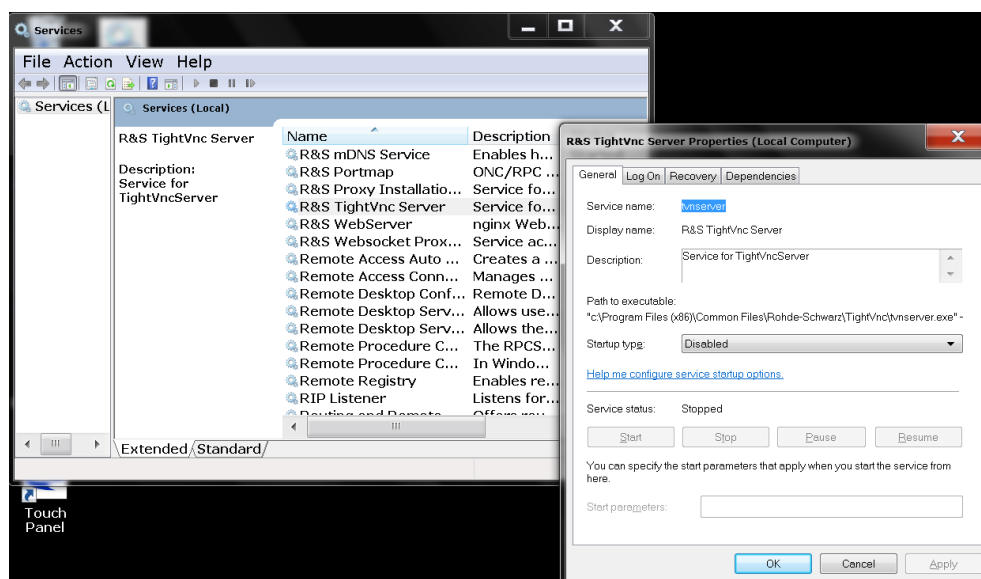 Services
File Action View Help
Services (L
Services (Local)
R&S TightVnc Server
Description:
Service for
TightVncServer
Name Description
R&S mDNS Service Enables h...
R&S Portmap ONC/RPC ...
R&S Proxy Installatio... Service fo...
R&S TightVnc Server Service fo...
R&S WebServer nginx Web...
R&S Websocket Prox... Service ac...
Remote Access Auto ... Creates a ...
Remote Access Conn... Manages ...
Remote Desktop Conf... Remote D...
Remote Desktop Serv... Allows use...
Remote Desktop Serv... Allows the...
Remote Procedure C... The RPCS...
Remote Procedure C... In Windo...
Remote Registry Enables re...
RIP Listener Listens for...
Extended Standard
Touch
Panel
R&S TightVnc Server Properties (Local Computer)
General Log On Recovery Dependencies
Service name: tvnserver
Display name: R&S TightVnc Server
Description: Service for TightVncServer
Path to executable:
"c:\Program Files (x86)\Common Files\Rohde-Schwarz\TightVnc\tvnserver.exe" -
Startup type: Disabled
Help me configure service startup options.
Service status: Stopped
Start Stop Pause Resume
You can specify the start parameters that apply when you start the service from
here.
Start parameters:
OK Cancel Apply